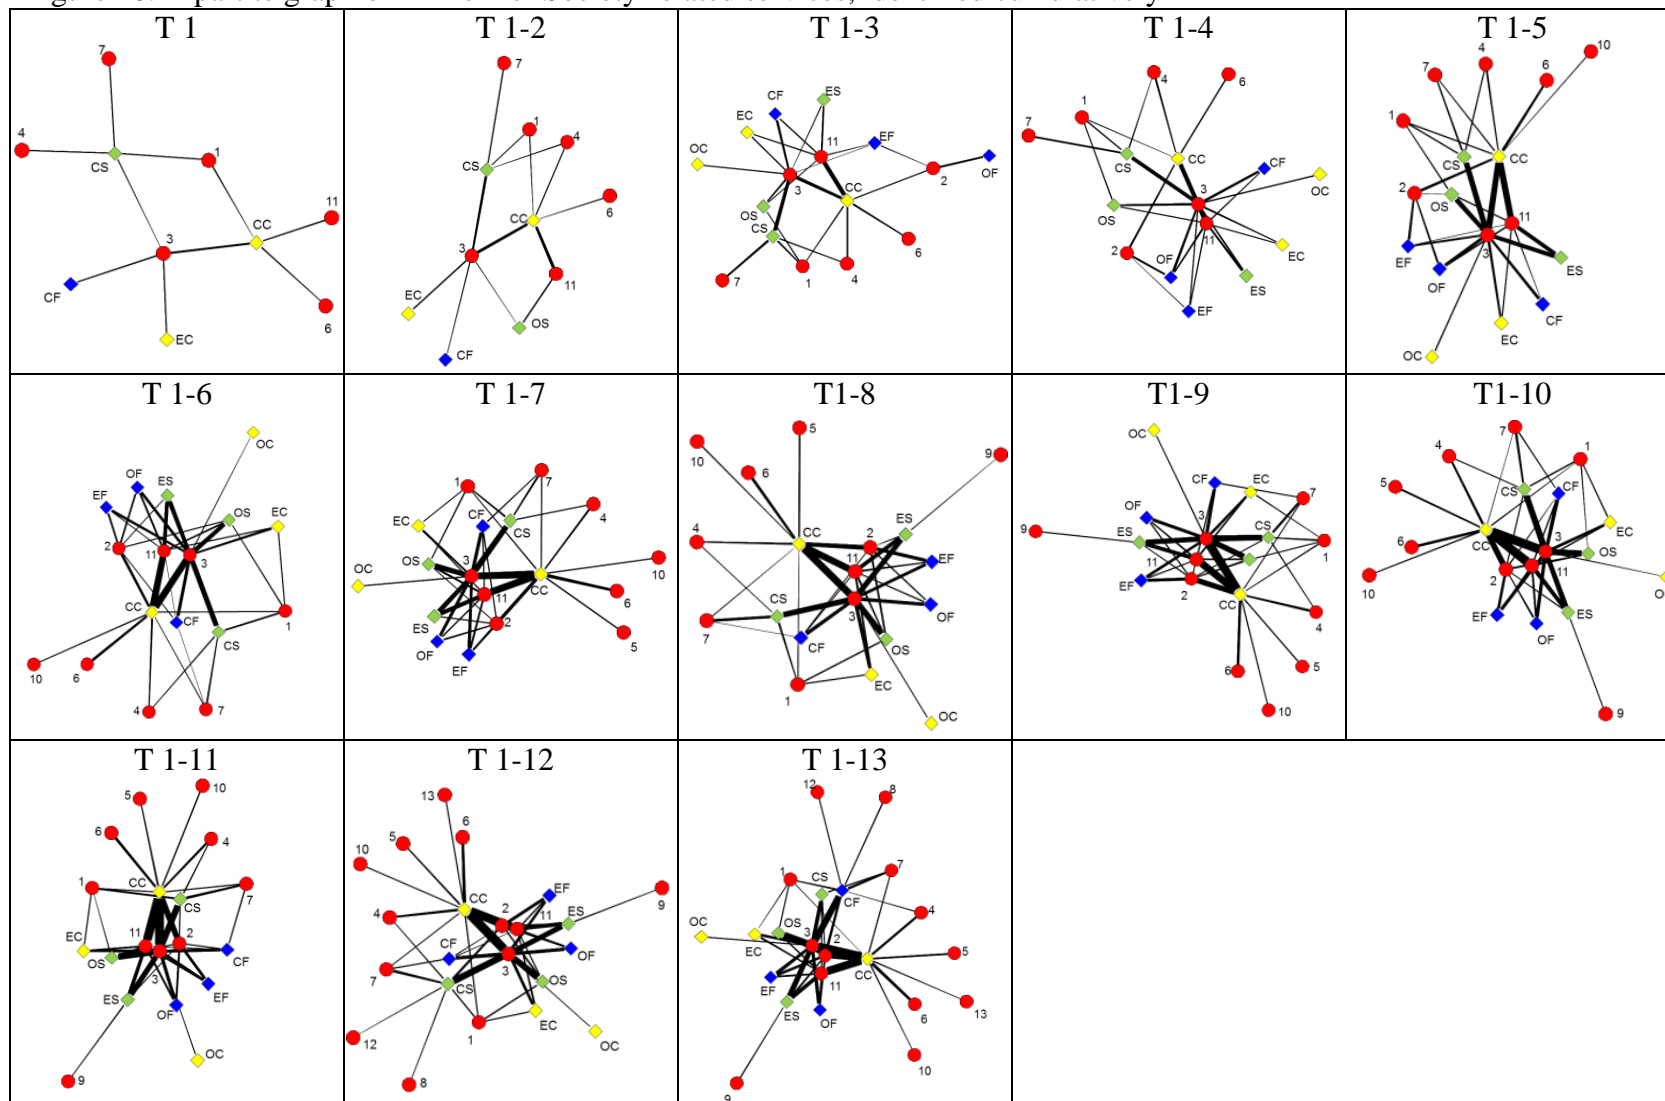 T 1
T 1-2
T 1-3
T 1-4
T 1-5
7
4
CS
1
3
CC
11
CF
6
EC
7
1
4
CS
6
CC
3
11
EC
OS
CF
CF
ES
EC
11
EF
OC
3
2
OF
CC
OS
CS
6
7
1
4
4
6
1
7
CS
CC
CF
OC
3
OS
11
2
EC
OF
ES
EF
10
4
7
6
1
CS
CC
2
OS
11
3
EF
ES
OF
CF
EC
OC
T 1-6
T 1-7
T1-8
T1-9
T1-10
OC
OF
ES
EF
OS
EC
2
11
3
CC
CF
1
CS
10
6
4
7
7
1
4
CF
EC
CS
OS
10
3
OC
CC
11
6
ES
2
5
OF
EF
5
10
9
6
4
2
ES
CC
11
EF
OF
CS
3
7
CF
OS
EC
1
OC
OC
CF
EC
7
OF
3
9
CS
ES
1
11
EF
2
CC
4
6
5
10
7
4
1
5
CS
CF
EC
CC
3
6
OS
2
11
10
O
EF
ES
OF
9
T 1-11
T 1-12
T 1-13
10
5
6
4
1
CS
7
CC
EC
11
2
OS
CF
3
ES
EF
OF
OC
9
13
6
5
10
EF
CC
9
4
2
11
ES
CF
OF
3
7
CS
OS
EC
1
OC
12
8
12
8
1
7
CS
CF
4
OC
OS
3
2
EC
5
CC
EF
11
ES
6
13
OF
10
9